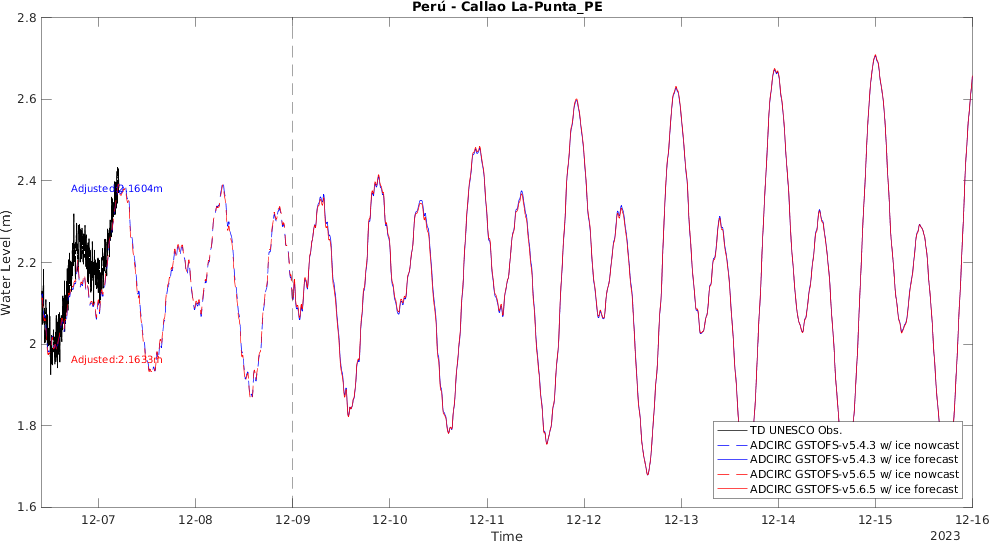 Perú - Callao La-Punta_PE
2.8
2.6
2.4
2.2
2
1.8
1.6
Water Level (m)
Adjusted:2.1604m
Adjusted:2.1633m
TD UNESCO Obs.
ADCIRC GSTOFS-v5.4.3 w/ ice nowcast
ADCIRC GSTOFS-v5.4.3 w/ ice forecast
ADCIRC GSTOFS-v5.6.5 w/ ice nowcast
ADCIRC GSTOFS-v5.6.5 w/ ice forecast
12-07 12-08 12-09 12-10 12-11 12-12 12-13 12-14 12-15 12-16
Time
2023